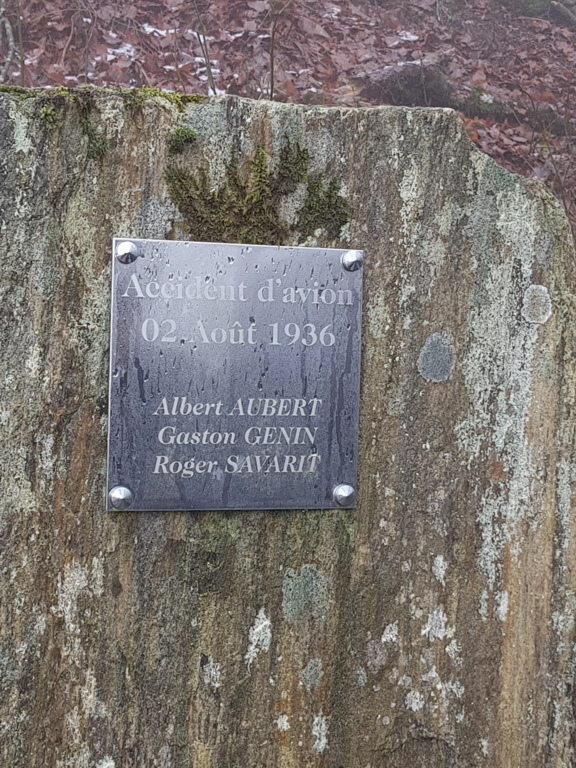 Accident d'avion
02 Août 1936
Albert AUBERT
Gaston GENIN
Roger SAVARIT